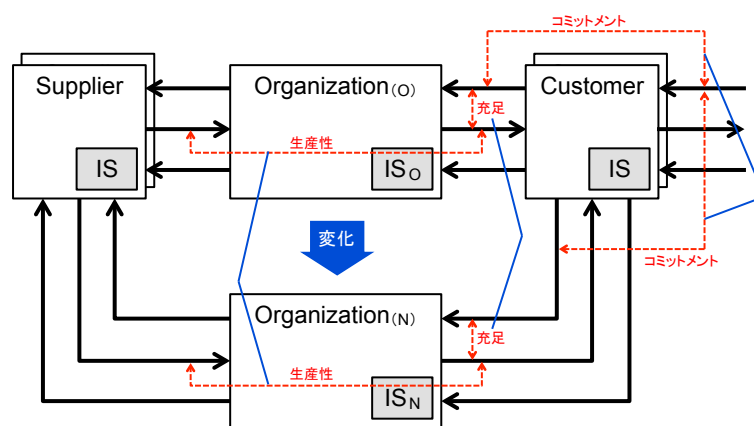 コミットメント
Supplier
Organization(O)
Customer
充足
生産性
IS
ISO
IS
変化
コミットメント
Organization(N)
充足
生産性
ISN